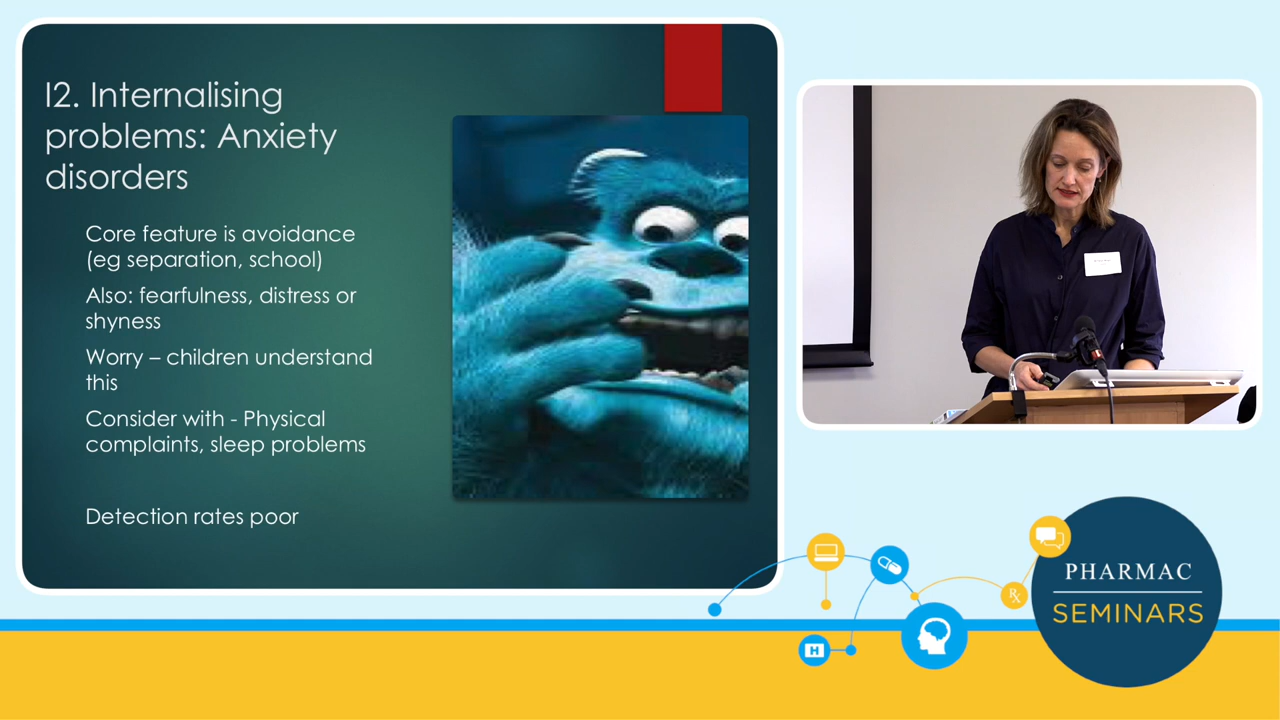 I2. Internalising
problems: Anxiety
disorders
Core feature is avoidance
(eg separation, school)
Also: fearfulness, distress or
shyness
Worry – children understand
this
Consider with - Physical
complaints, sleep problems
Detection rates poor
H
Rx
PHARMAC
SEMINARS